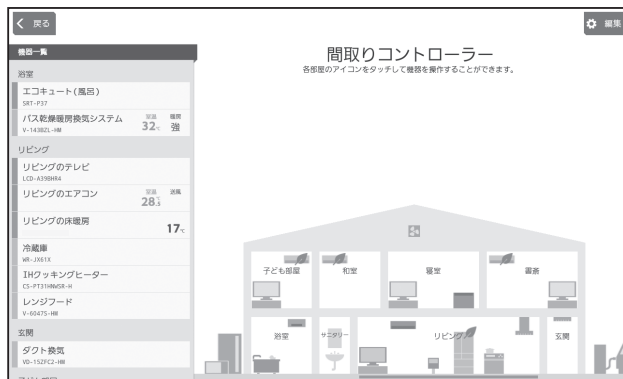 戻る
編集
機器一覧
間取りコントローラー
各部屋のアイコンをタッチして機器を操作することができます。
浴室
エコキュート(風呂)
SRT-P37
バス乾燥暖房換気システム
V-143BZL-HM
室温 暖房
32℃ 強
リビング
リビングのテレビ
LCD-A39BHR4
リビングのエアコン
室温 送風
28.5℃
リビングの床暖房
17℃
冷蔵庫
WR-JX61X
IHクッキングヒーター
CS-PT31HNWSR-H
レンジフード
V-6047S-HM
玄関
ダクト換気
VD-15ZFC2-HM
子ども部屋
和室
寝室
書斎
浴室
サニタリー
リビング
玄関